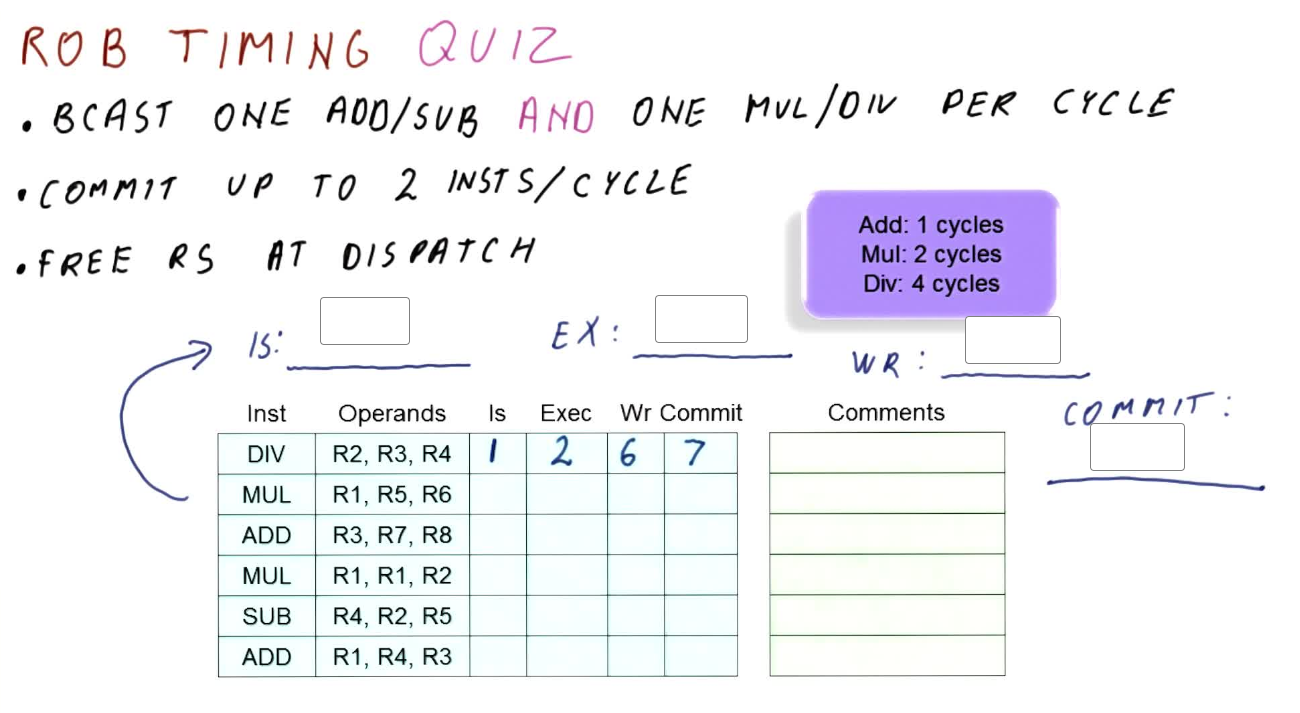 ROB TIMING QUIZ
• BCAST ONE ADD/SUB AND ONE MUL/DIV PER CYCLE
• COMMIT UP TO 2 INSTS/CYCLE
• FREE RS AT DISPATCH
Add: 1 cycles
Mul: 2 cycles
Div: 4 cycles
IS:
EX:
WR:
COMMIT:
Inst Operands Is Exec Wr Commit Comments
DIV R2, R3, R4 1 2 6 7
MUL R1, R5, R6
ADD R3, R7, R8
MUL R1, R1, R2
SUB R4, R2, R5
ADD R1, R4, R3